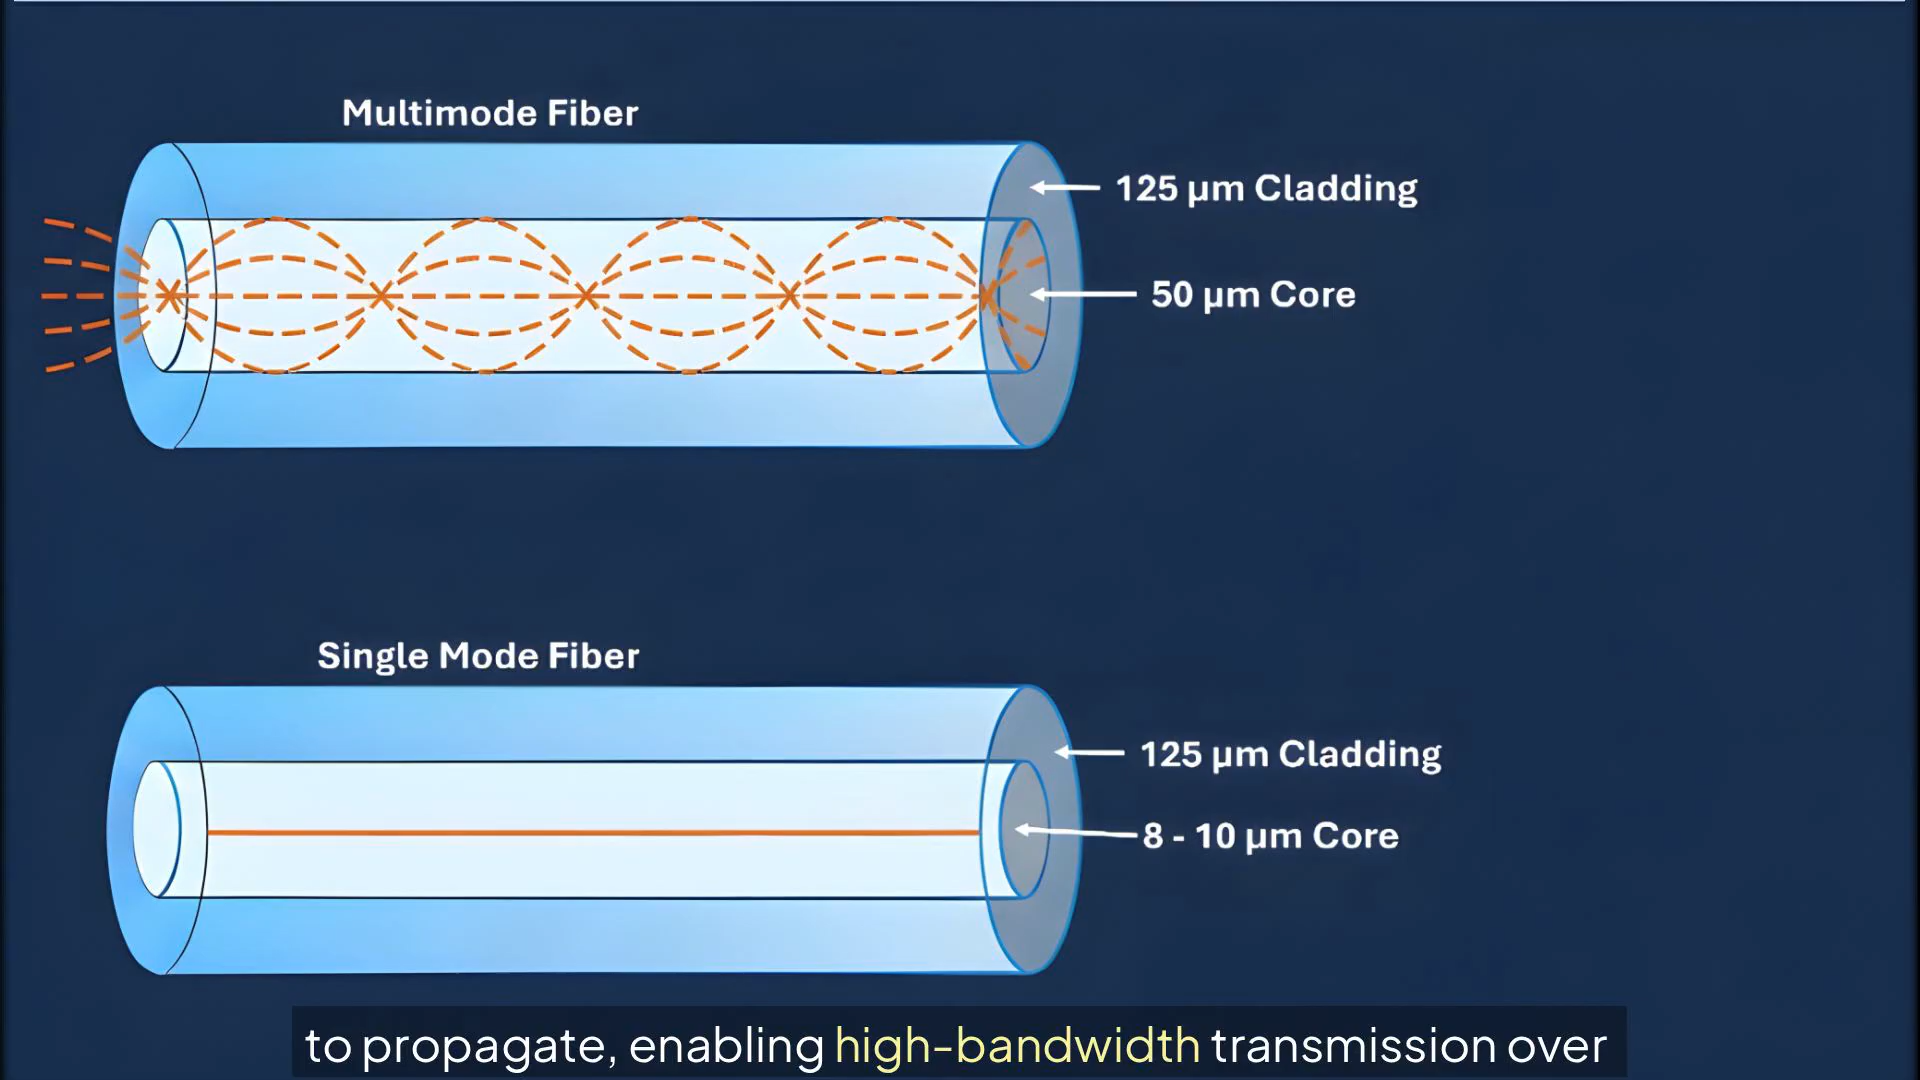 Multimode Fiber
125 µm Cladding
50 µm Core
Single Mode Fiber
125 µm Cladding
8 - 10 µm Core
to propagate, enabling high-bandwidth transmission over